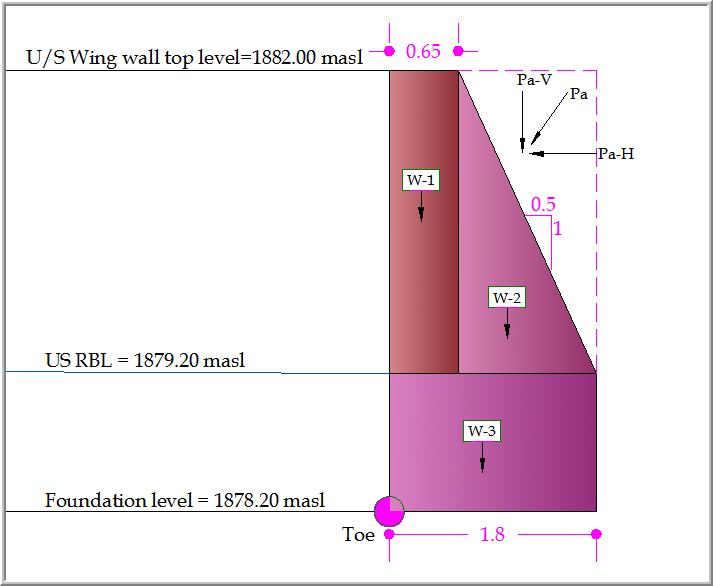 0.65
U/S Wing wall top level=1882.00 masl
Pa-V
Pa
Pa-H
W-1
0.5
1
W-2
US RBL = 1879.20 masl
W-3
Foundation level = 1878.20 masl
Toe
1.8